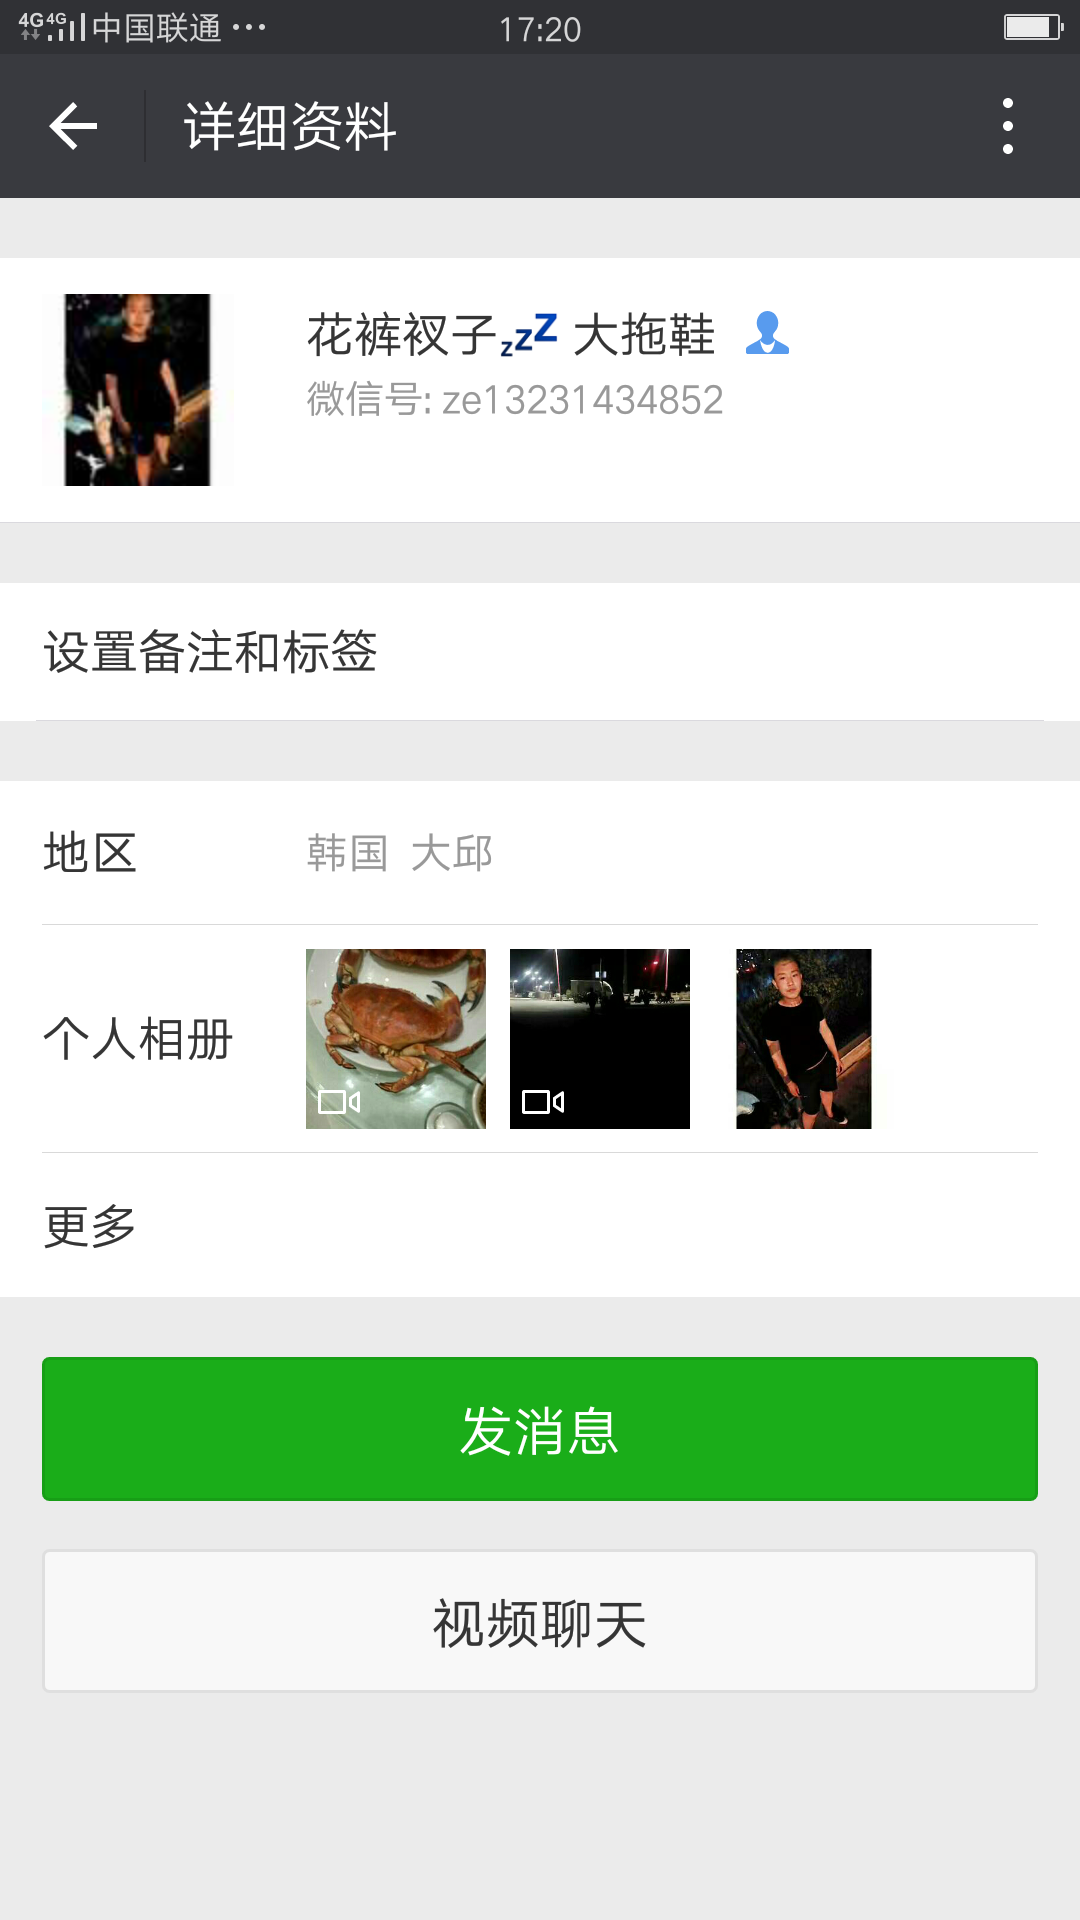 4G 4G 中国联通 ··· 17:20
详细资料
花裤衩子💤大拖鞋
微信号: ze13231434852
设置备注和标签
地区 韩国 大邱
个人相册
更多
发消息
视频聊天